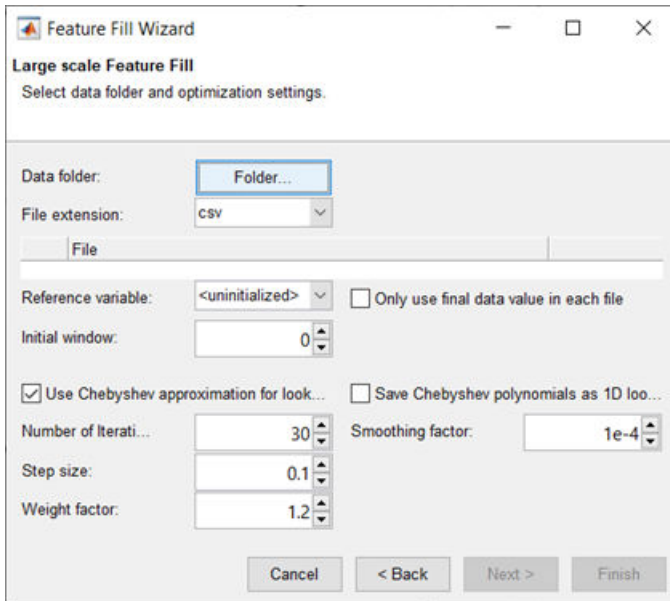 Feature Fill Wizard
Large scale Feature Fill
Select data folder and optimization settings.
Data folder: Folder...
File extension: csv
File
Reference variable: <uninitialized> Only use final data value in each file
Initial window: 0
Use Chebyshev approximation for look... Save Chebyshev polynomials as 1D loo...
Number of Iterati... 30 Smoothing factor: 1e-4
Step size: 0.1
Weight factor: 1.2
Cancel < Back Next > Finish